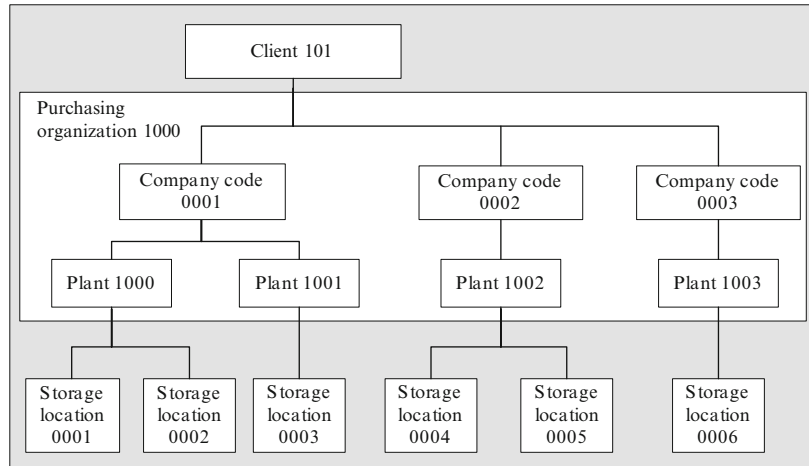 Client 101
Purchasing
organization 1000
Company code
0001
Company code
0002
Company code
0003
Plant 1000
Plant 1001
Plant 1002
Plant 1003
Storage
location
0001
Storage
location
0002
Storage
location
0003
Storage
location
0004
Storage
location
0005
Storage
location
0006